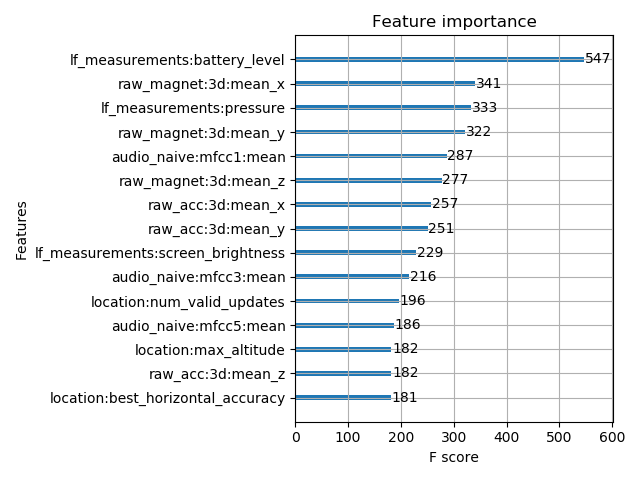 Feature importance
lf_measurements:battery_level 547
raw_magnet:3d:mean_x 341
lf_measurements:pressure 333
raw_magnet:3d:mean_y 322
audio_naive:mfcc1:mean 287
raw_magnet:3d:mean_z 277
raw_acc:3d:mean_x 257
raw_acc:3d:mean_y 251
lf_measurements:screen_brightness 229
audio_naive:mfcc3:mean 216
location:num_valid_updates 196
audio_naive:mfcc5:mean 186
location:max_altitude 182
raw_acc:3d:mean_z 182
location:best_horizontal_accuracy 181
Features
0 100 200 300 400 500 600
F score